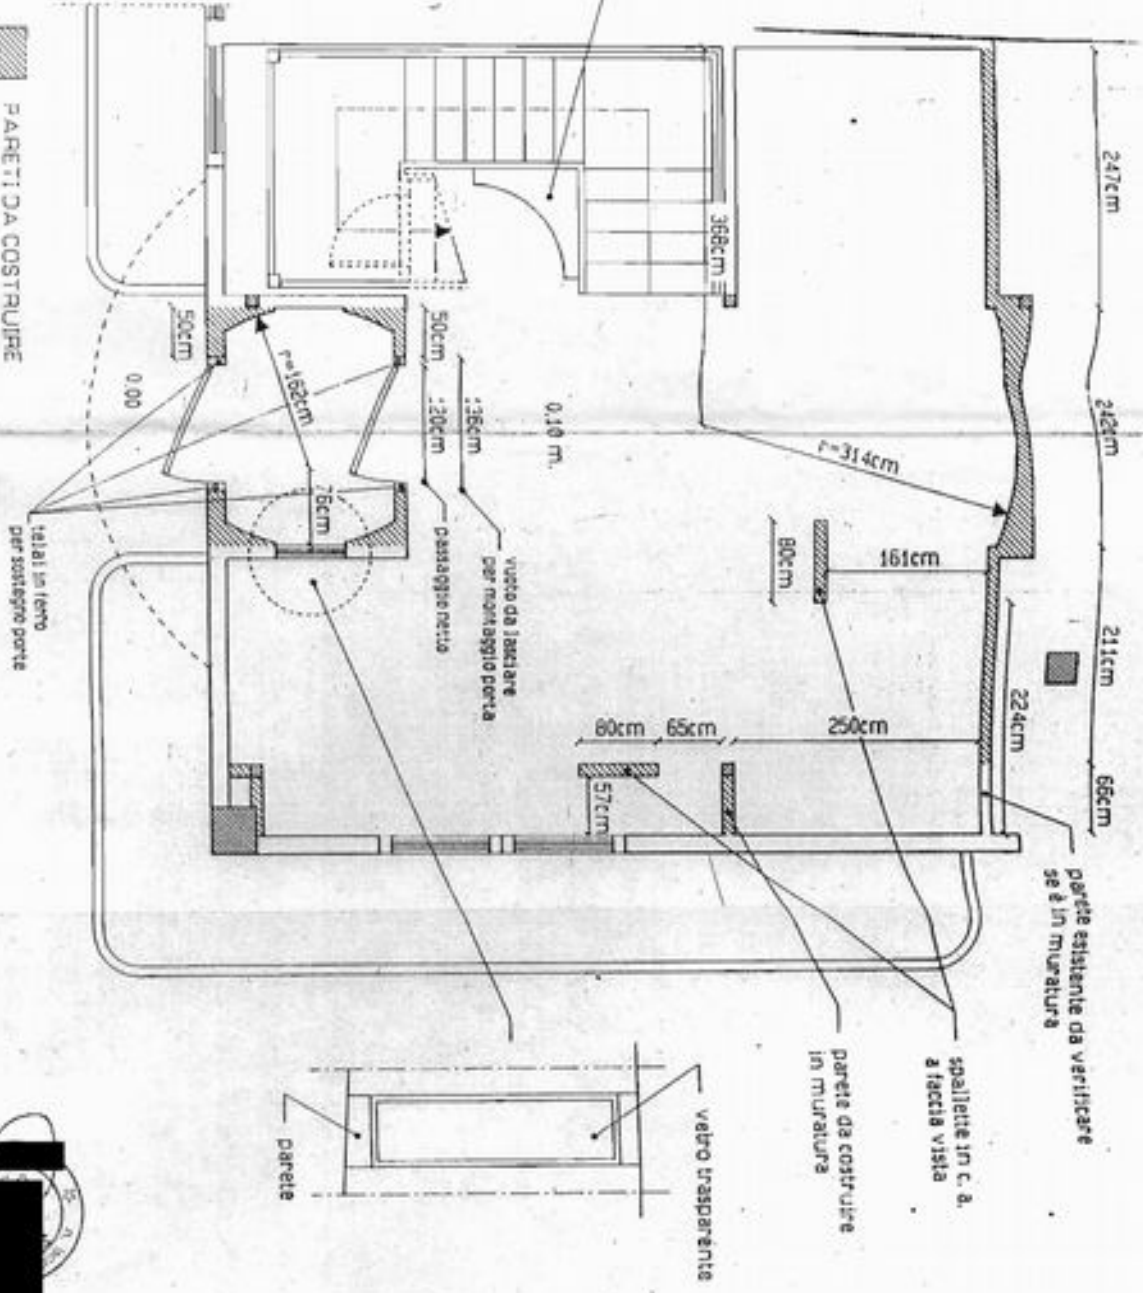 PARETI DA COSTRUIRE
247cm
242cm
211cm
66cm
224cm
368cm
r=314cm
161cm
80cm
250cm
65cm
80cm
57cm
50cm
50cm
r=162cm
76cm
0.00
0.10 m.
passaggio netto
vuoto da lasciare
per montaggio porta
telai in ferro
per sostegno porte
parete esistente da verificare
se è in muratura
spallette in c. a.
a faccia vista
parete da costruire
in muratura
vetro trasparente
parete